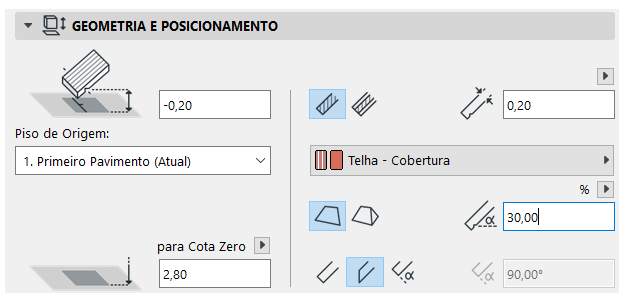 GEOMETRIA E POSICIONAMENTO
-0,20
0,20
Piso de Origem:
1. Primeiro Pavimento (Atual)
Telha - Cobertura
%
α
30,00
para Cota Zero
2,80
α
α
90,00°